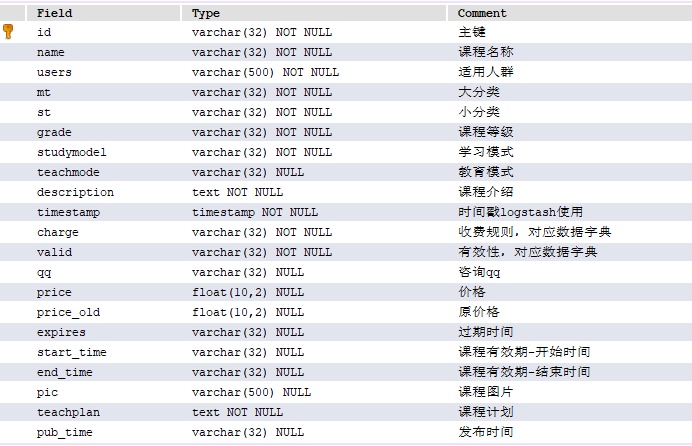 Field Type Comment
id varchar(32) NOT NULL 主键
name varchar(32) NOT NULL 课程名称
users varchar(500) NOT NULL 适用人群
mt varchar(32) NOT NULL 大分类
st varchar(32) NOT NULL 小分类
grade varchar(32) NOT NULL 课程等级
studymodel varchar(32) NOT NULL 学习模式
teachmode varchar(32) NULL 教育模式
description text NOT NULL 课程介绍
timestamp timestamp NOT NULL 时间戳logstash使用
charge varchar(32) NOT NULL 收费规则，对应数据字典
valid varchar(32) NOT NULL 有效性，对应数据字典
qq varchar(32) NULL 咨询qq
price float(10,2) NULL 价格
price_old float(10,2) NULL 原价格
expires varchar(32) NULL 过期时间
start_time varchar(32) NULL 课程有效期-开始时间
end_time varchar(32) NULL 课程有效期-结束时间
pic varchar(500) NULL 课程图片
teachplan text NOT NULL 课程计划
pub_time varchar(32) NULL 发布时间